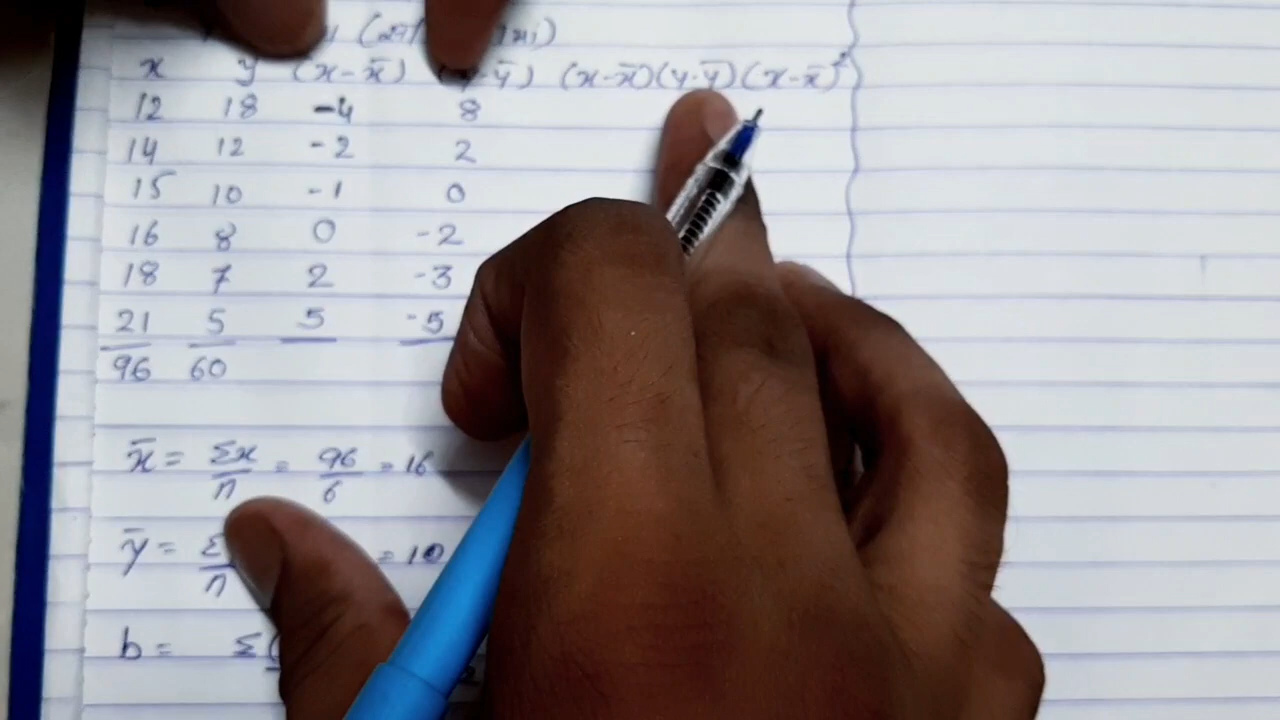 x y (x-x̄) ȳ) (x-x̄)(y-ȳ) (x-x̄)²
12 18 -4 8
14 12 -2 2
15 10 -1 0
16 8 0 -2
18 7 2 -3
21 5 5 -5
96 60
x̄ = Σx/n = 96/6 = 16
ȳ = Σ /n = 10
b = Σ(